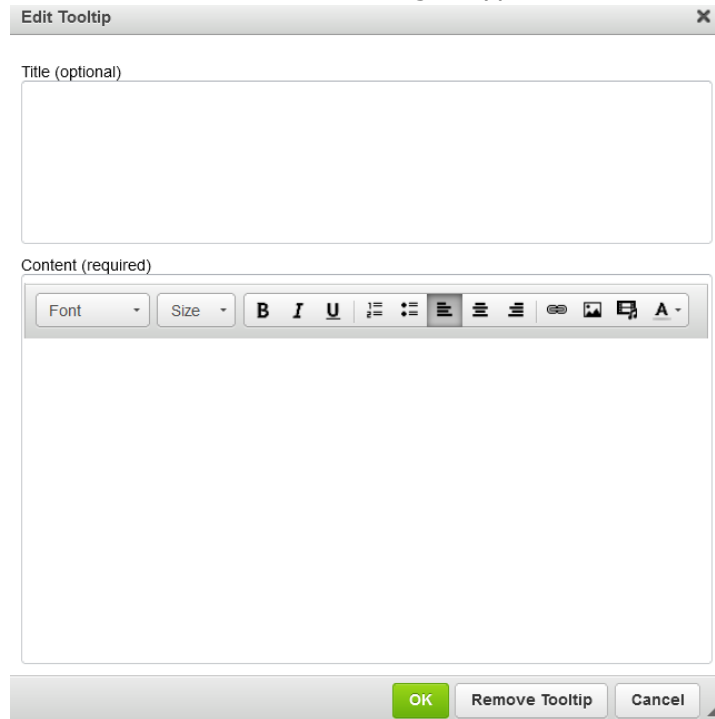 Edit Tooltip
Title (optional)
Content (required)
Font Size B I U A
OK Remove Tooltip Cancel